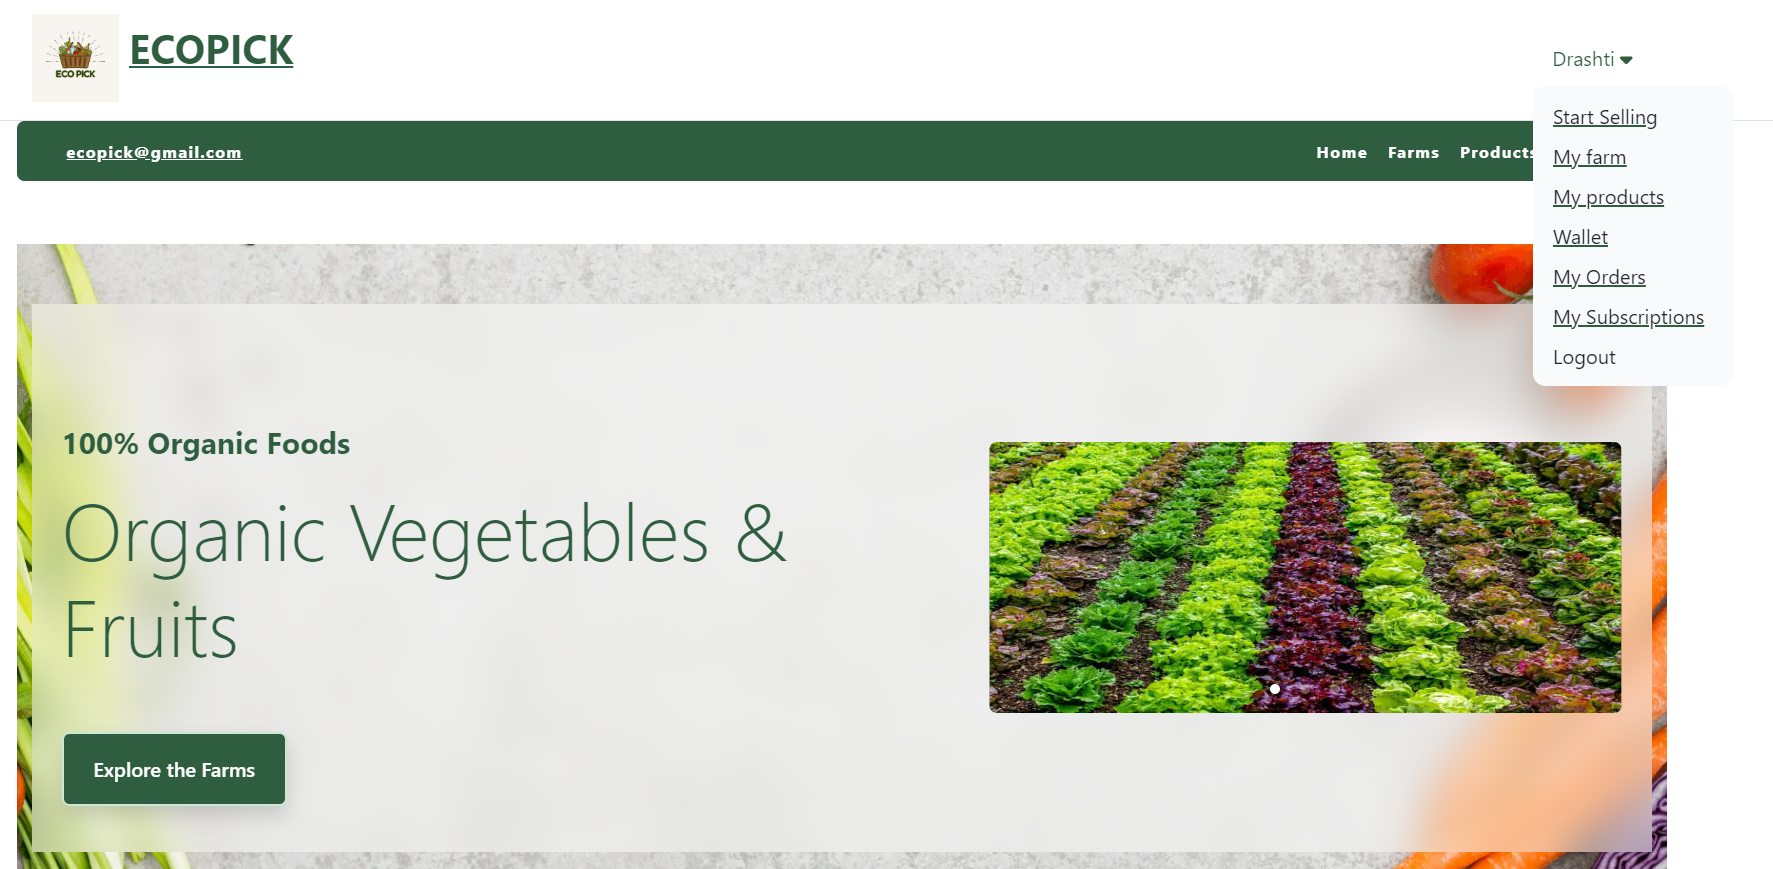 ECO PICK
ECOPICK
Drashti
Start Selling
My farm
My products
Wallet
My Orders
My Subscriptions
Logout
ecopick@gmail.com
Home Farms Products
100% Organic Foods
Organic Vegetables &
Fruits
Explore the Farms